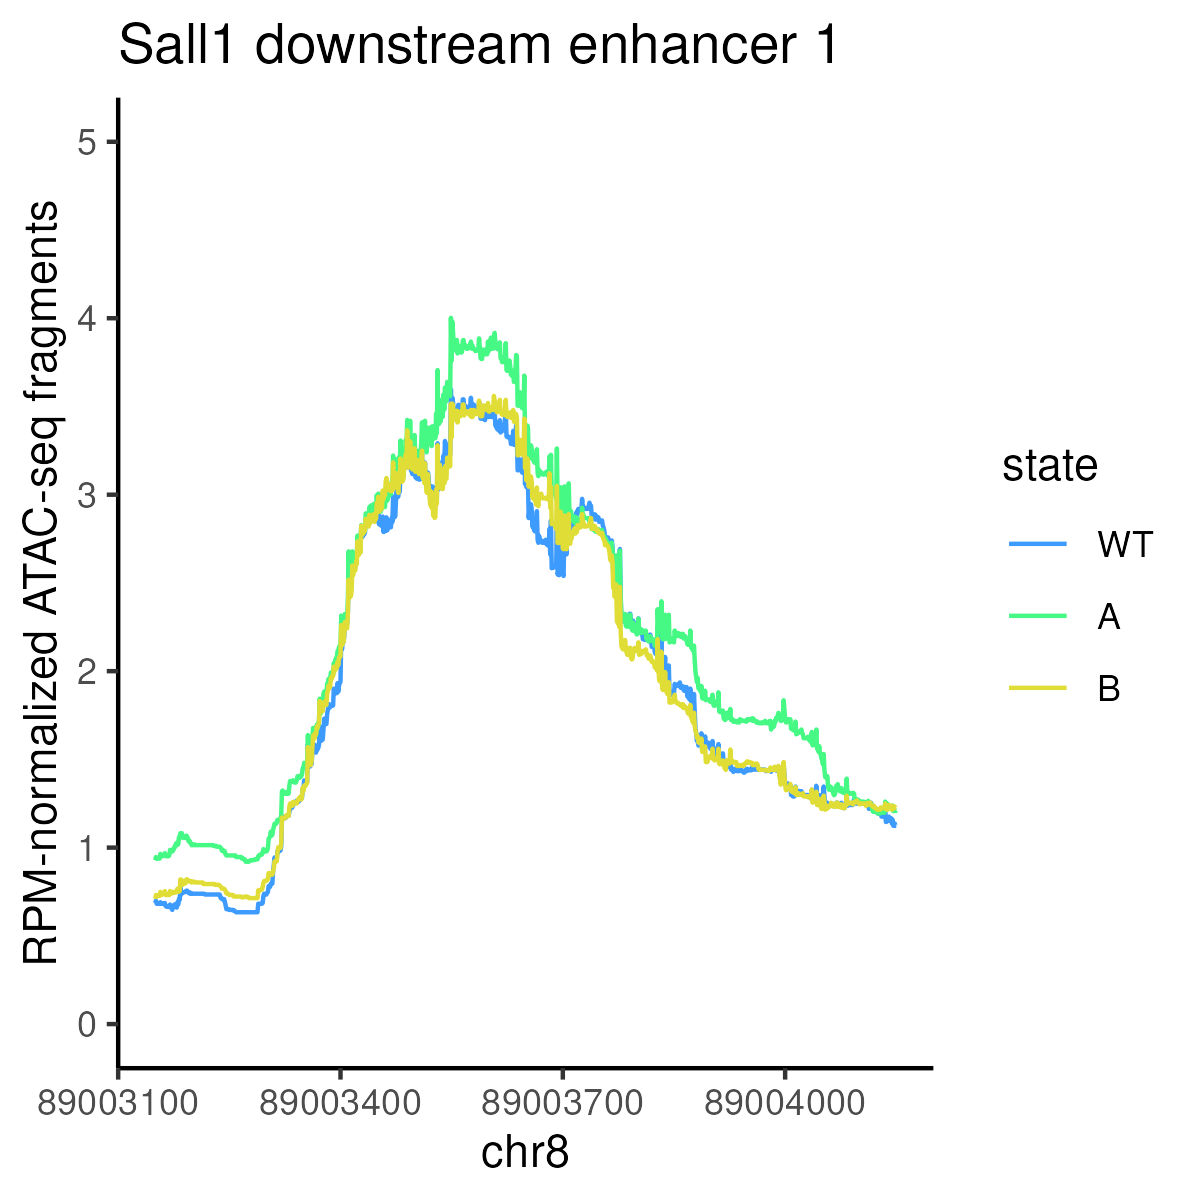 Sall1 downstream enhancer 1
RPM-normalized ATAC-seq fragments
5
4
3
2
1
0
89003100
89003400
89003700
89004000
chr8
state
WT
A
B